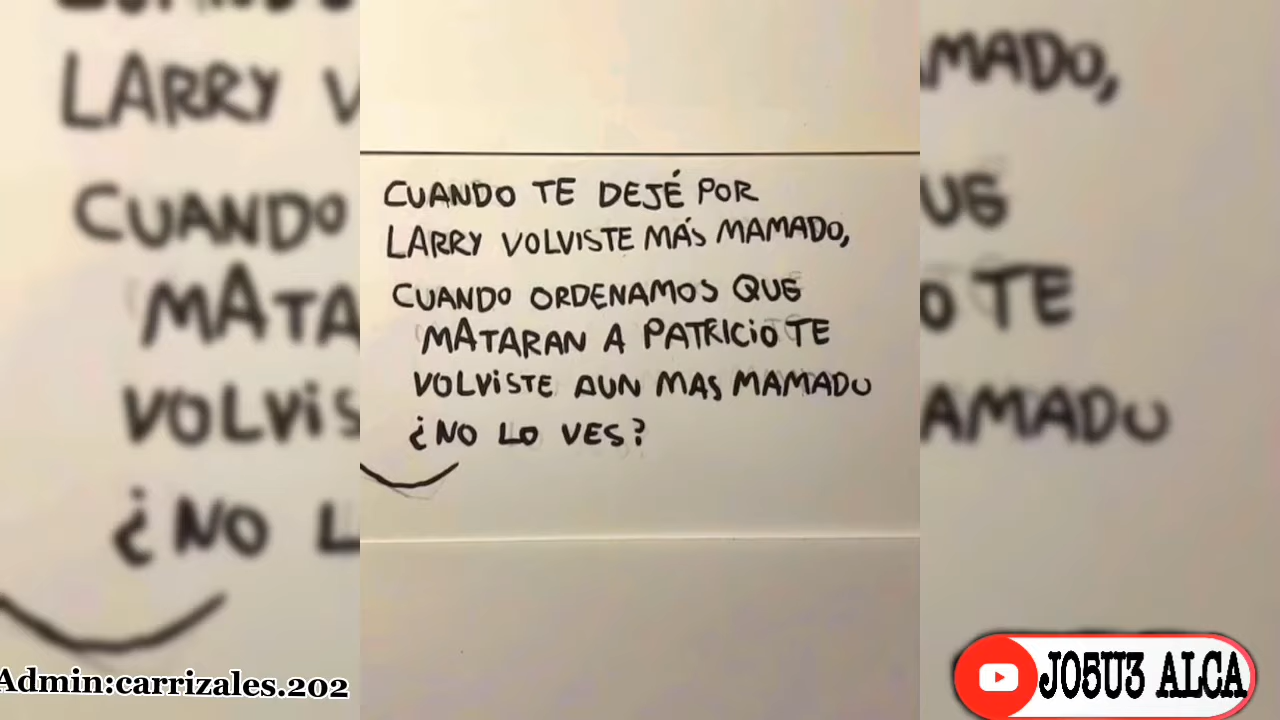 CUANDO TE DEJÉ POR
LARRY VOLVISTE MÁS MAMADO,
CUANDO ORDENAMOS QUE
MATARAN A PATRICIO TE
VOLVISTE AUN MAS MAMADO
¿NO LO VES?
Admin:carrizales.202
JO5U3 ALCA